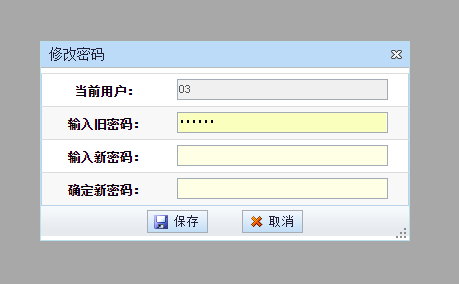 修改密码
当前用户： 03
输入旧密码： ••••••
输入新密码：
确定新密码：
保存 取消